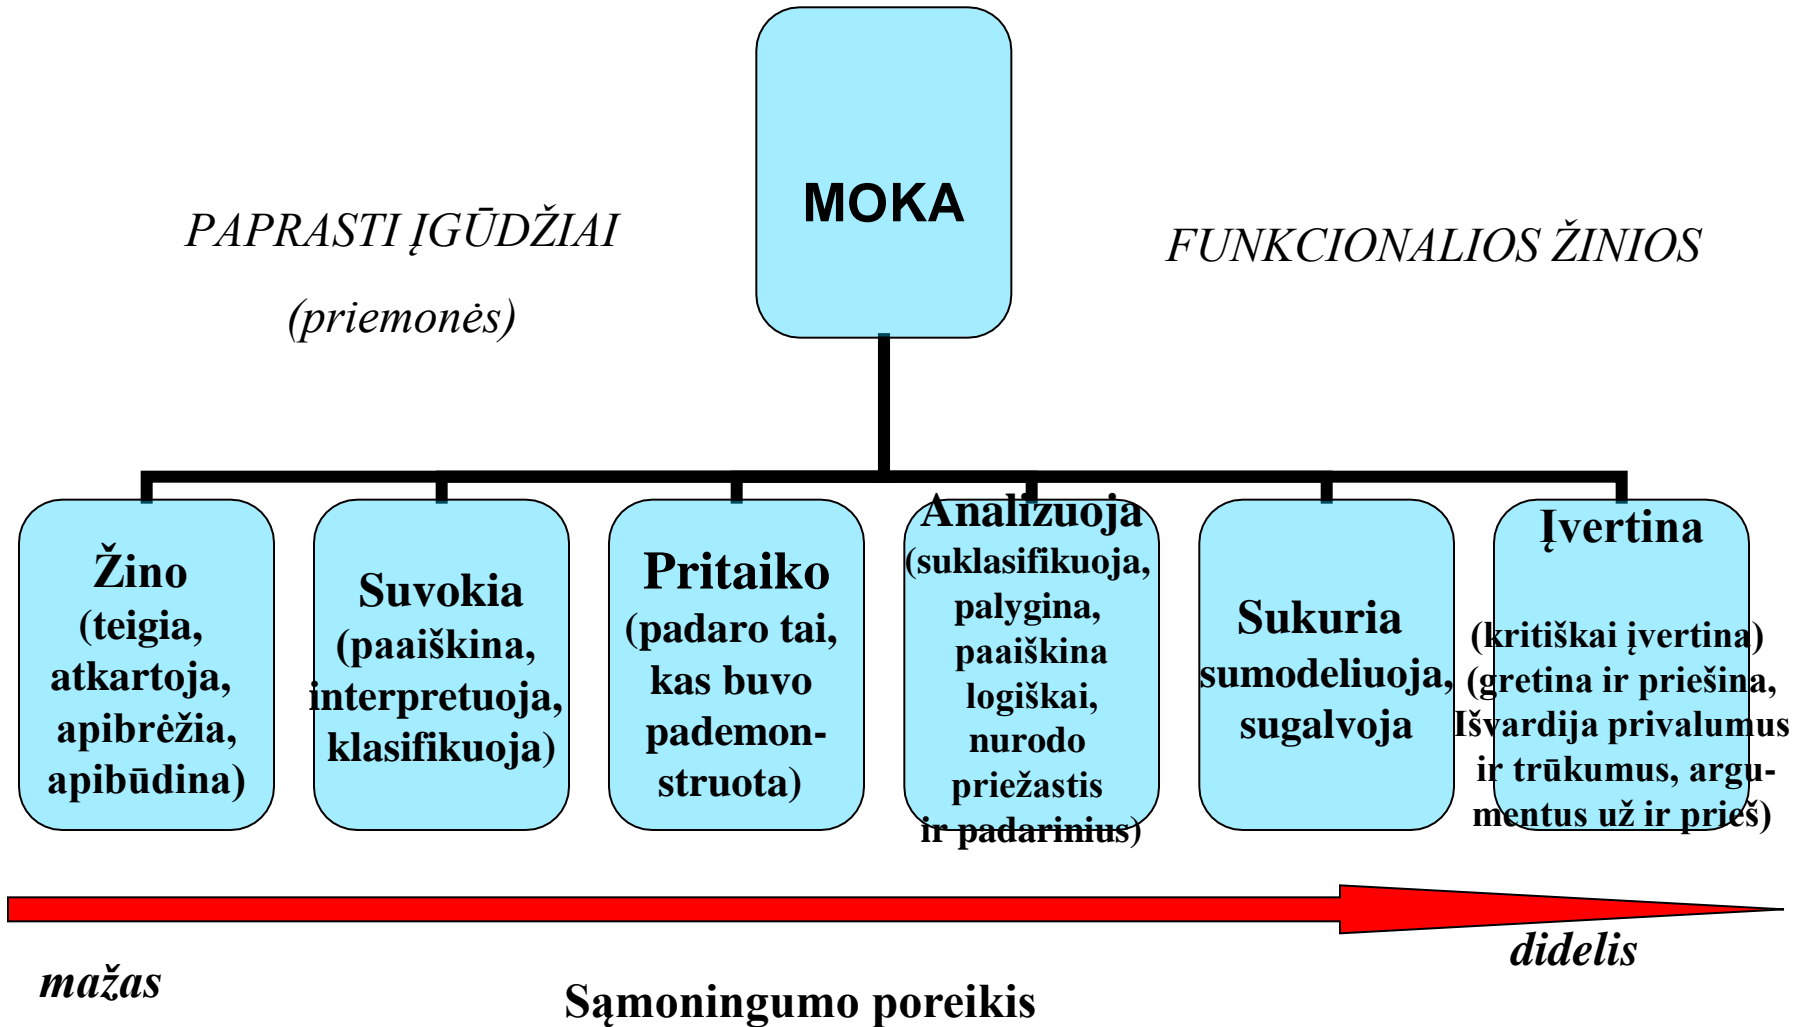 MOKA
PAPRASTI ĮGŪDŽIAI
(priemonės)
FUNKCIONALIOS ŽINIOS
Žino
(teigia,
atkartoja,
apibrėžia,
apibūdina)
Suvokia
(paaiškina,
interpretuoja,
klasifikuoja)
Pritaiko
(padaro tai,
kas buvo
pademon-
struota)
Analizuoja
(suklasifikuoja,
palygina,
paaiškina
logiškai,
nurodo
priežastis
ir padarinius)
Sukuria
sumodeliuoja,
sugalvoja
Įvertina
(kritiškai įvertina)
(gretina ir priešina,
Išvardija privalumus
ir trūkumus, argu-
mentus už ir prieš)
mažas
didelis
Sąmoningumo poreikis